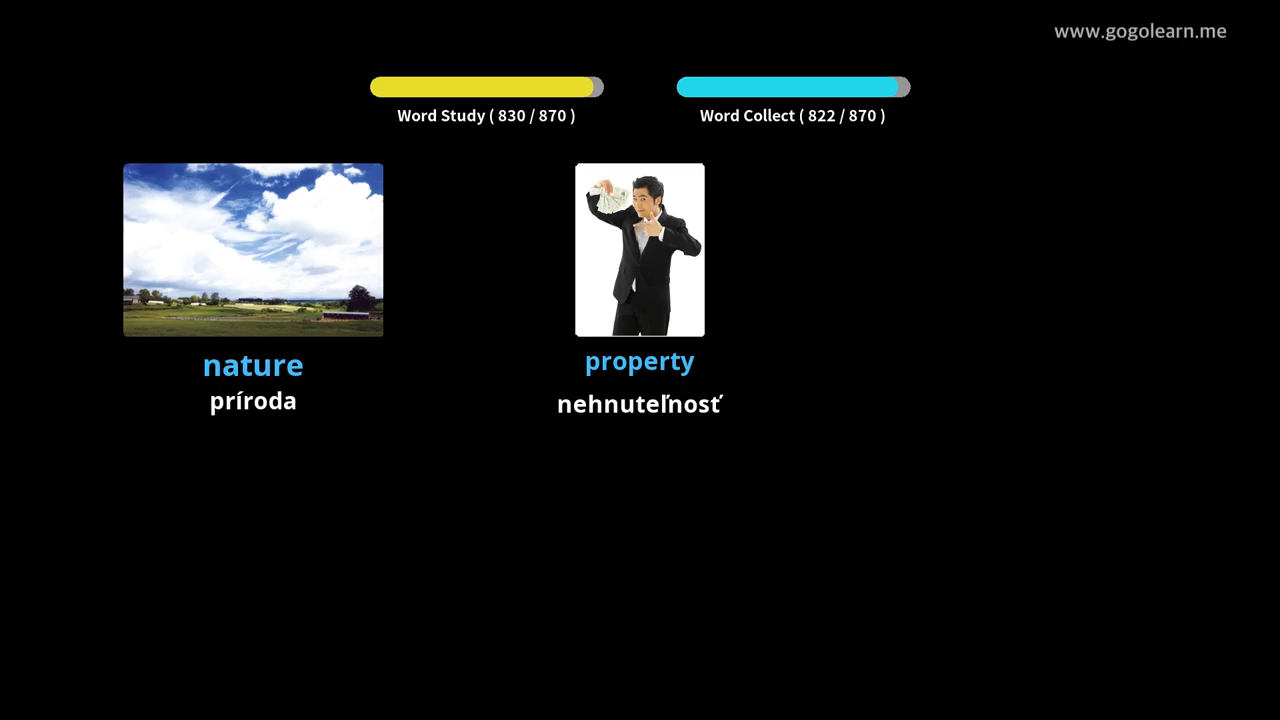 www.gogolearn.me
Word Study ( 830 / 870 )
Word Collect ( 822 / 870 )
nature
príroda
property
nehnuteľnosť